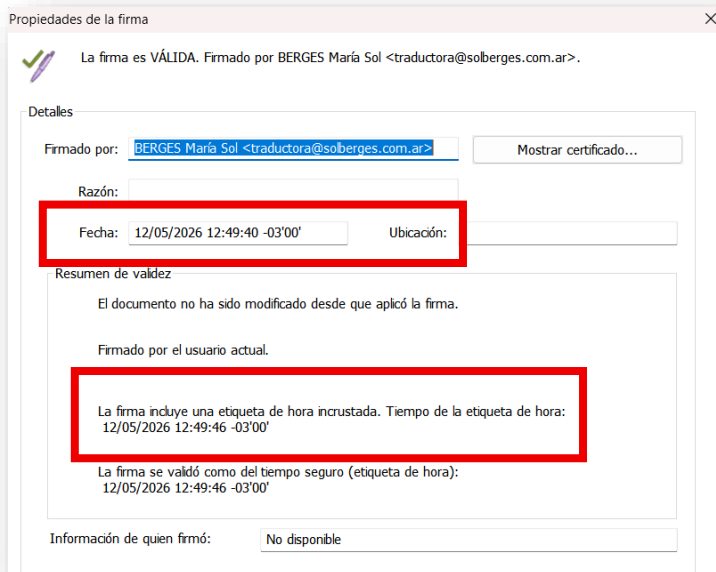 Propiedades de la firma
La firma es VÁLIDA. Firmado por BERGES María Sol <traductora@solberges.com.ar>.
Detalles
Firmado por: BERGES María Sol <traductora@solberges.com.ar> Mostrar certificado...
Razón:
Fecha: 12/05/2026 12:49:40 -03'00' Ubicación:
Resumen de validez
El documento no ha sido modificado desde que aplicó la firma.
Firmado por el usuario actual.
La firma incluye una etiqueta de hora incrustada. Tiempo de la etiqueta de hora:
12/05/2026 12:49:46 -03'00'
La firma se validó como del tiempo seguro (etiqueta de hora):
12/05/2026 12:49:46 -03'00'
Información de quien firmó: No disponible